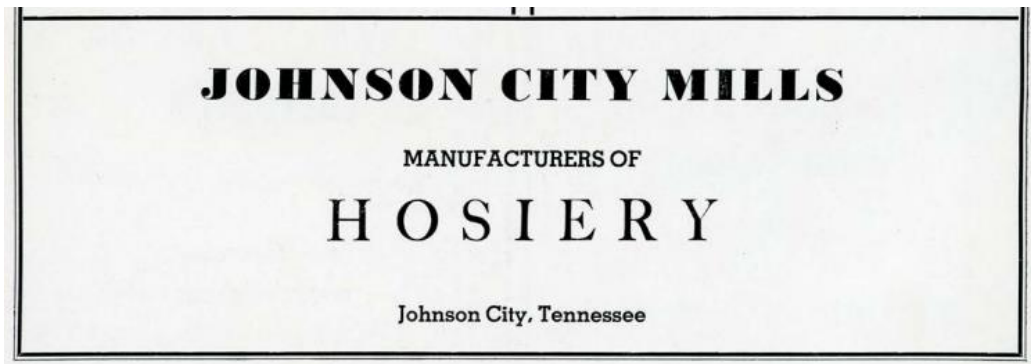 JOHNSON CITY MILLS
MANUFACTURERS OF
HOSIERY
Johnson City, Tennessee